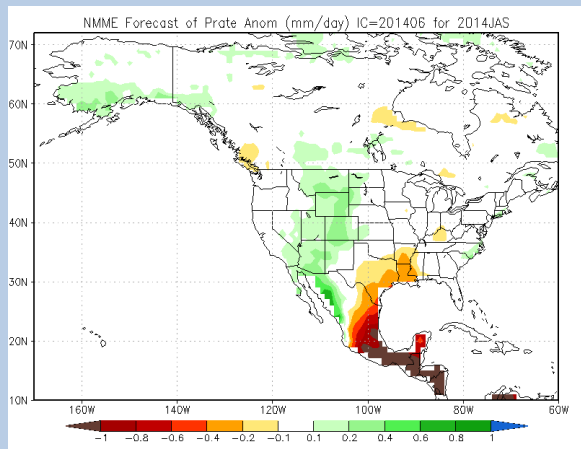 NMME Forecast of Prate Anom (mm/day) IC=201406 for 2014JAS
70N
60N
50N
40N
30N
20N
10N
160W 140W 120W 100W 80W 60W
-1 -0.8 -0.6 -0.4 -0.2 -0.1 0.1 0.2 0.4 0.6 0.8 1